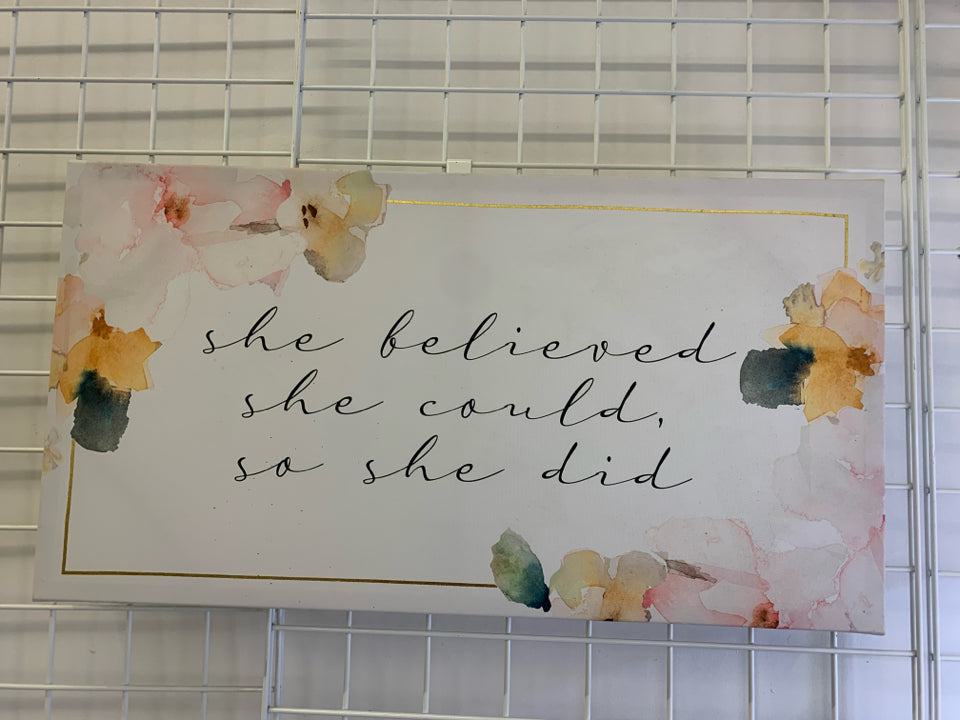 she believed
she could,
so she did